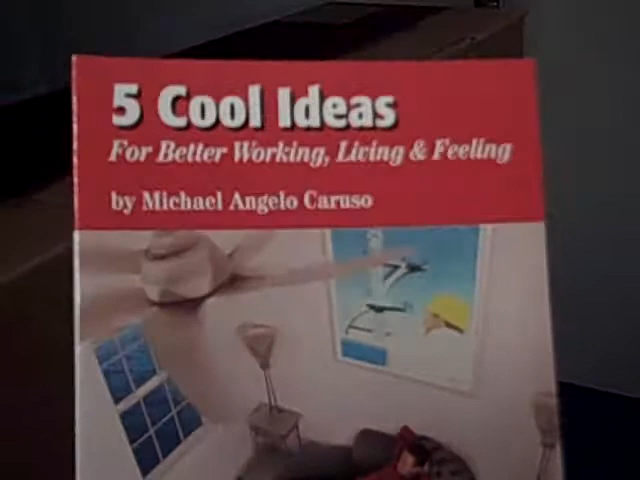 5 Cool Ideas
For Better Working, Living & Feeling
by Michael Angelo Caruso